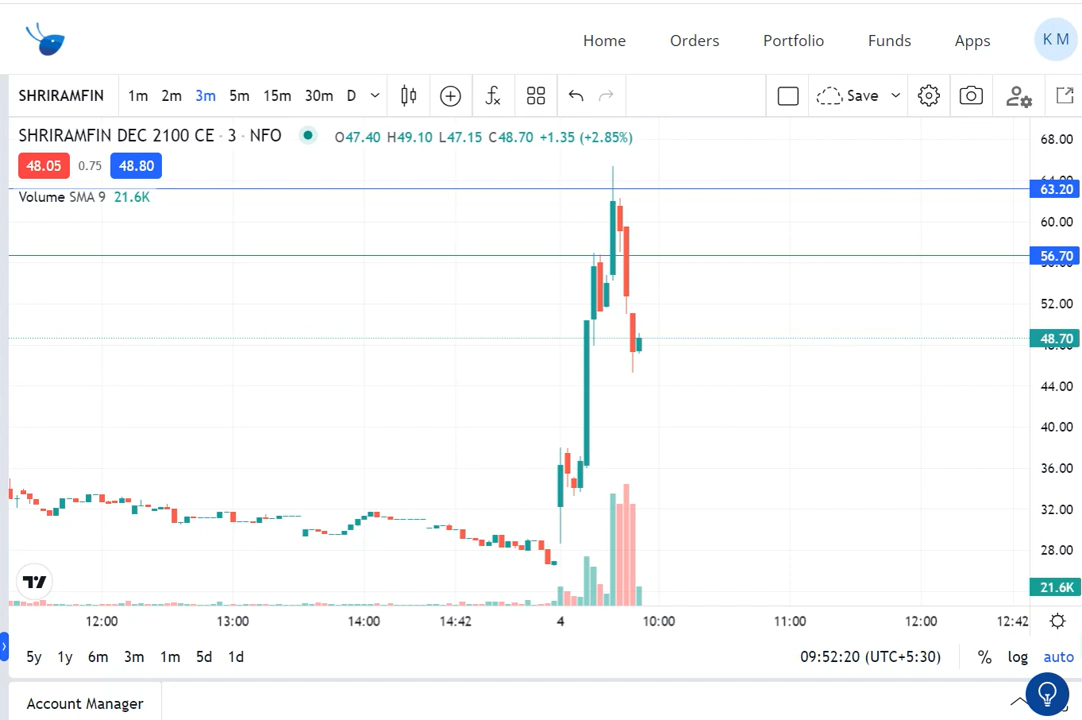 Home Orders Portfolio Funds Apps K M
SHRIRAMFIN 1m 2m 3m 5m 15m 30m D fx Save
SHRIRAMFIN DEC 2100 CE · 3 · NFO O47.40 H49.10 L47.15 C48.70 +1.35 (+2.85%)
48.05 0.75 48.80
Volume SMA 9 21.6K
68.00
64.00
63.20
60.00
56.70
52.00
48.70
44.00
40.00
36.00
32.00
28.00
21.6K
12:00 13:00 14:00 14:42 4 10:00 11:00 12:00 12:42
5y 1y 6m 3m 1m 5d 1d 09:52:20 (UTC+5:30) % log auto
Account Manager